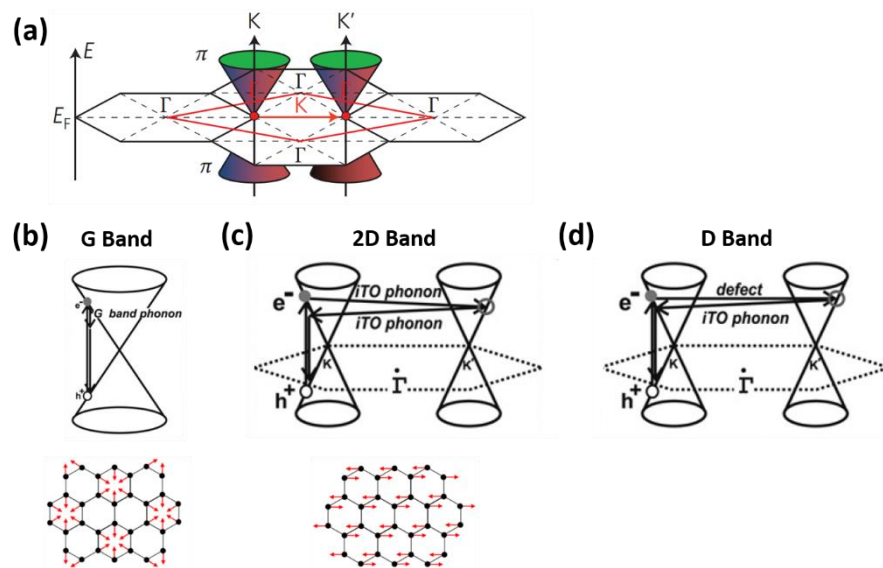 (a)
E
K
K′
π
Γ
Γ
K
Γ
E_F
Γ
π
(b)
G Band
(c)
2D Band
(d)
D Band
e-
G band phonon
h+
iTO phonon
e-
iTO phonon
K
K'
Γ
h+
defect
e-
iTO phonon
K
K'
Γ
h+